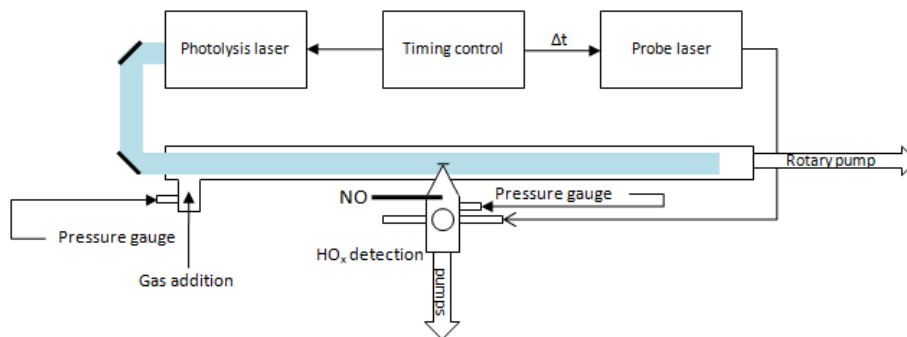 Photolysis laser
Timing control
Δt
Probe laser
Rotary pump
NO
Pressure gauge
Pressure gauge
HOₓ detection
Gas addition
pumps